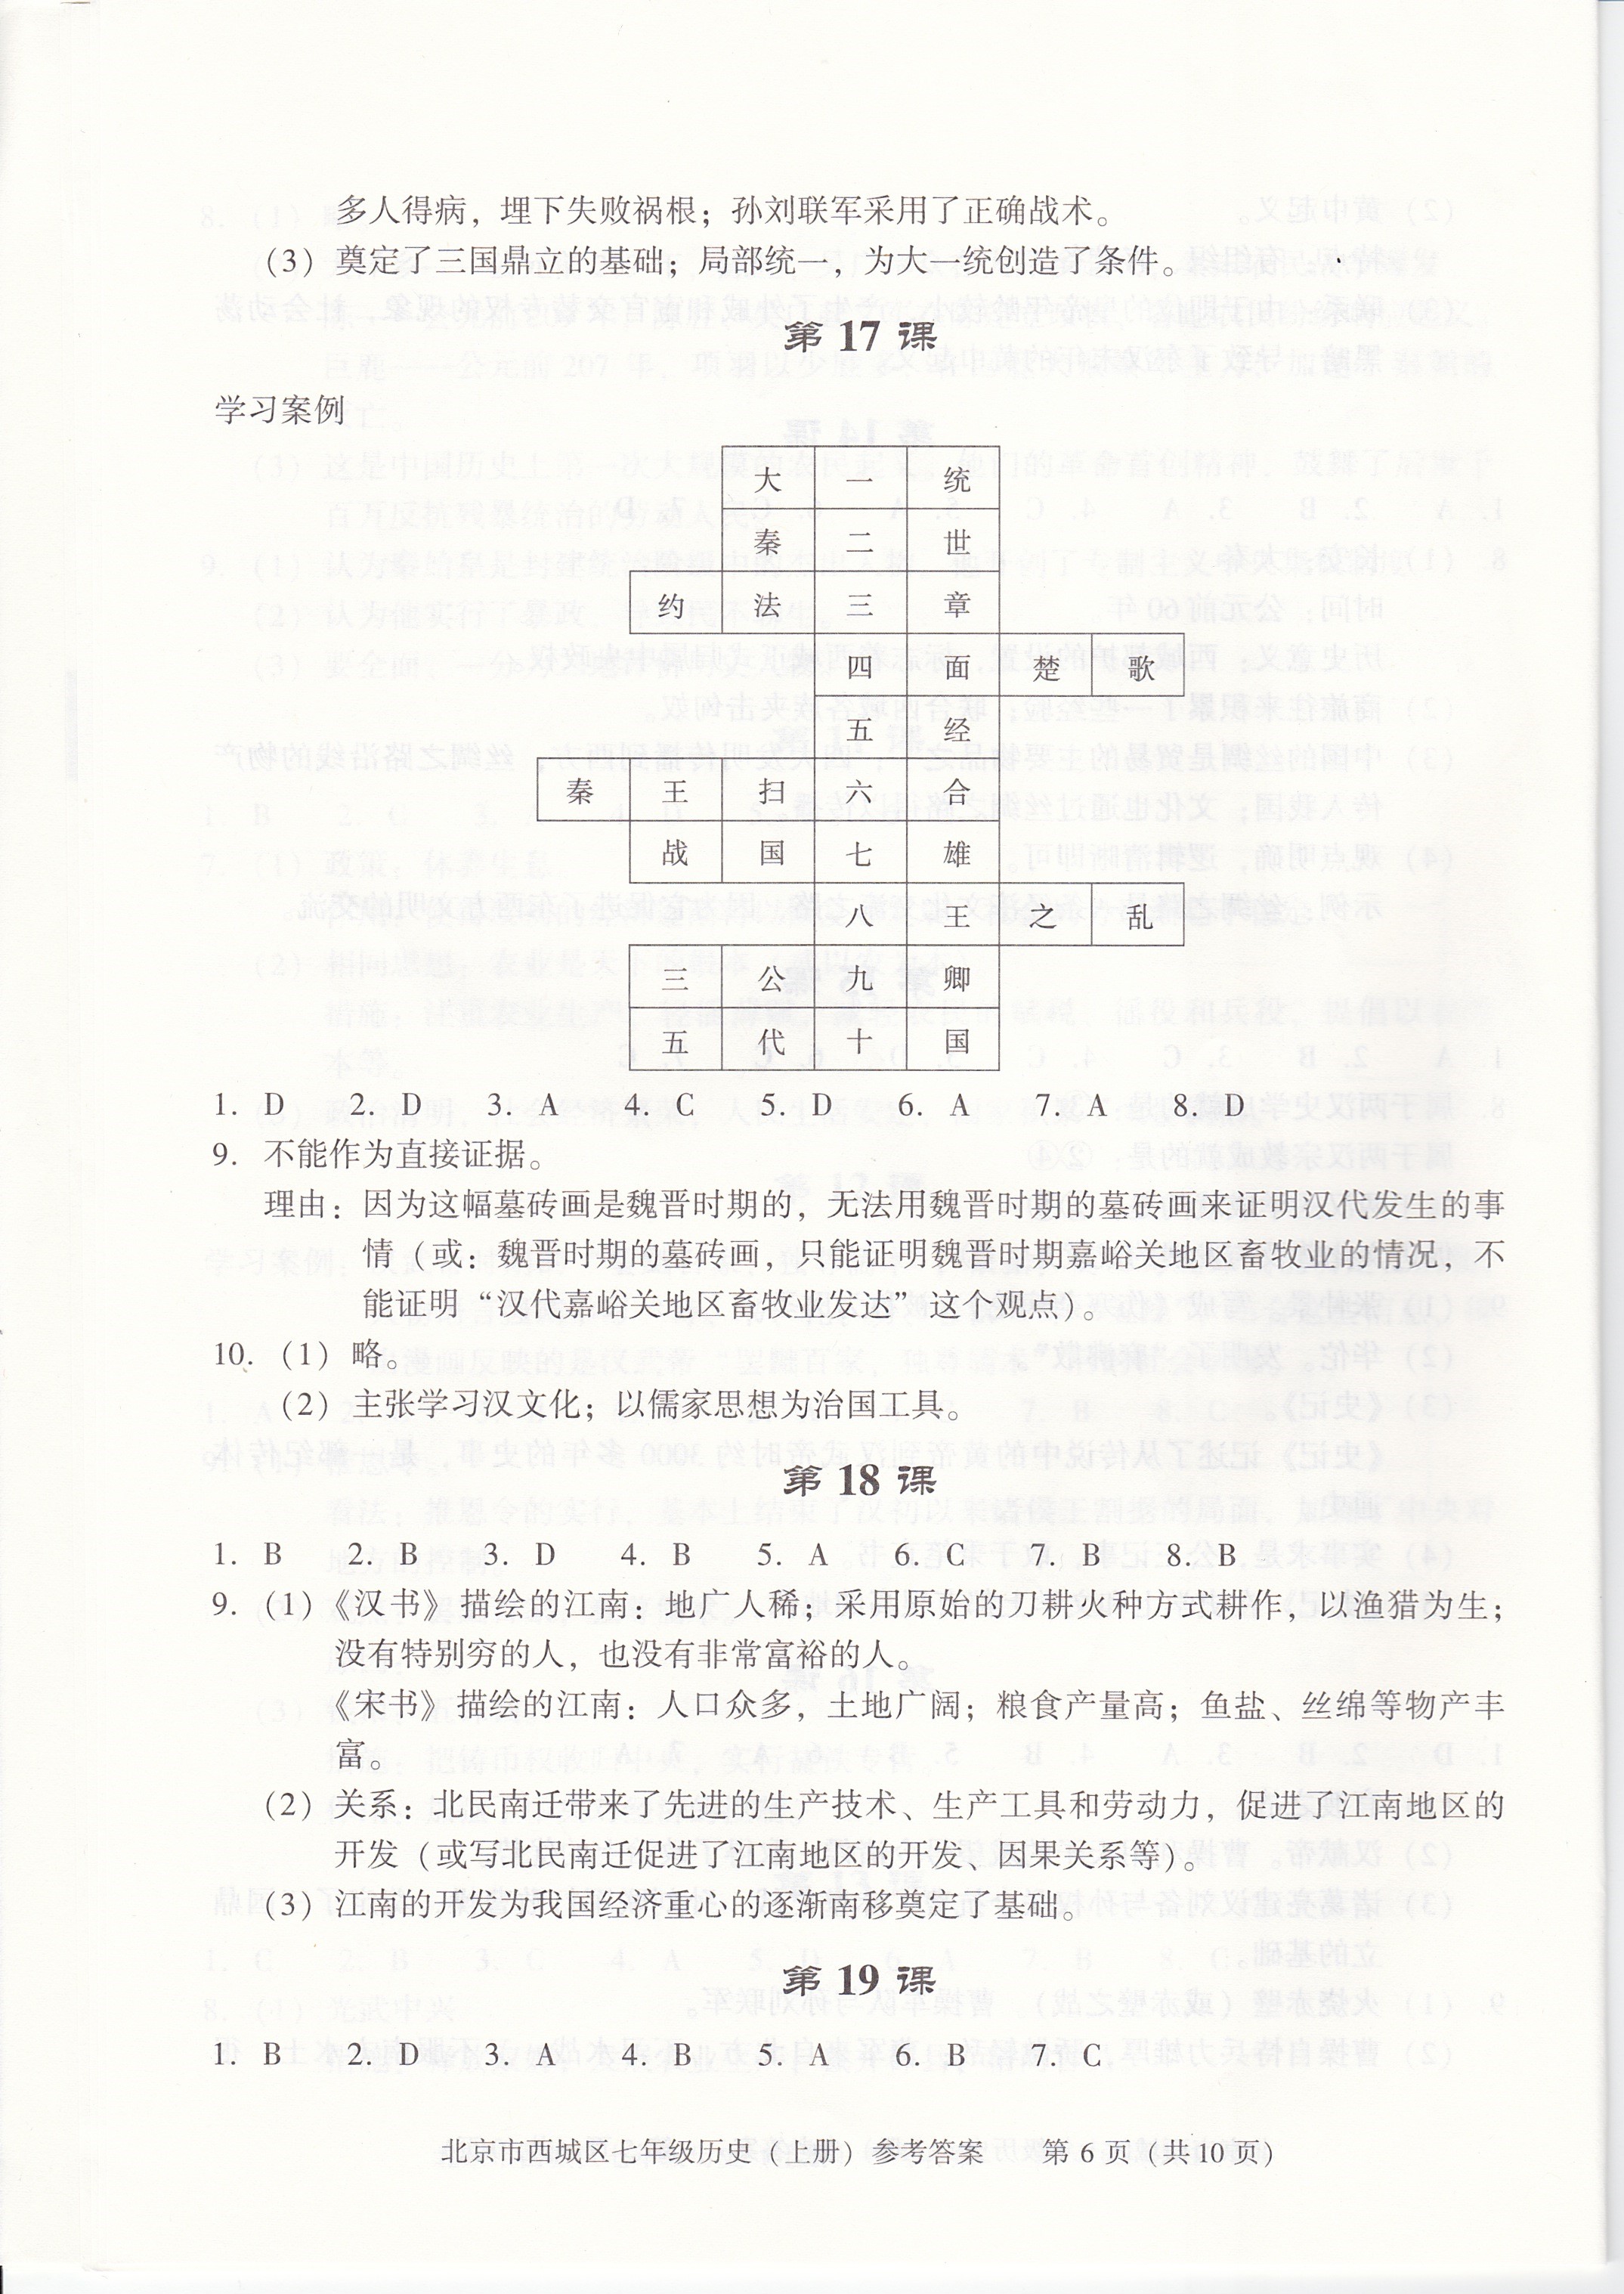 多人得病，埋下失败祸根；孙刘联军采用了正确战术。
（3）奠定了三国鼎立的基础；局部统一，为大一统创造了条件。
第 17 课
学习案例
大 一 统
秦 二 世
约 法 三 章
四 面 楚 歌
五 经
秦 王 扫 六 合
战 国 七 雄
八 王 之 乱
三 公 九 卿
五 代 十 国
1. D 2. D 3. A 4. C 5. D 6. A 7. A 8. D
9. 不能作为直接证据。
理由：因为这幅墓砖画是魏晋时期的，无法用魏晋时期的墓砖画来证明汉代发生的事
情（或：魏晋时期的墓砖画，只能证明魏晋时期嘉峪关地区畜牧业的情况，不
能证明“汉代嘉峪关地区畜牧业发达”这个观点）。
10.（1）略。
（2）主张学习汉文化；以儒家思想为治国工具。
第 18 课
1. B 2. B 3. D 4. B 5. A 6. C 7. B 8. B
9.（1）《汉书》描绘的江南：地广人稀；采用原始的刀耕火种方式耕作，以渔猎为生；
没有特别穷的人，也没有非常富裕的人。
《宋书》描绘的江南：人口众多，土地广阔；粮食产量高；鱼盐、丝绵等物产丰
富。
（2）关系：北民南迁带来了先进的生产技术、生产工具和劳动力，促进了江南地区的
开发（或写北民南迁促进了江南地区的开发、因果关系等）。
（3）江南的开发为我国经济重心的逐渐南移奠定了基础。
第 19 课
1. B 2. D 3. A 4. B 5. A 6. B 7. C
北京市西城区七年级历史（上册）参考答案 第 6 页（共 10 页）